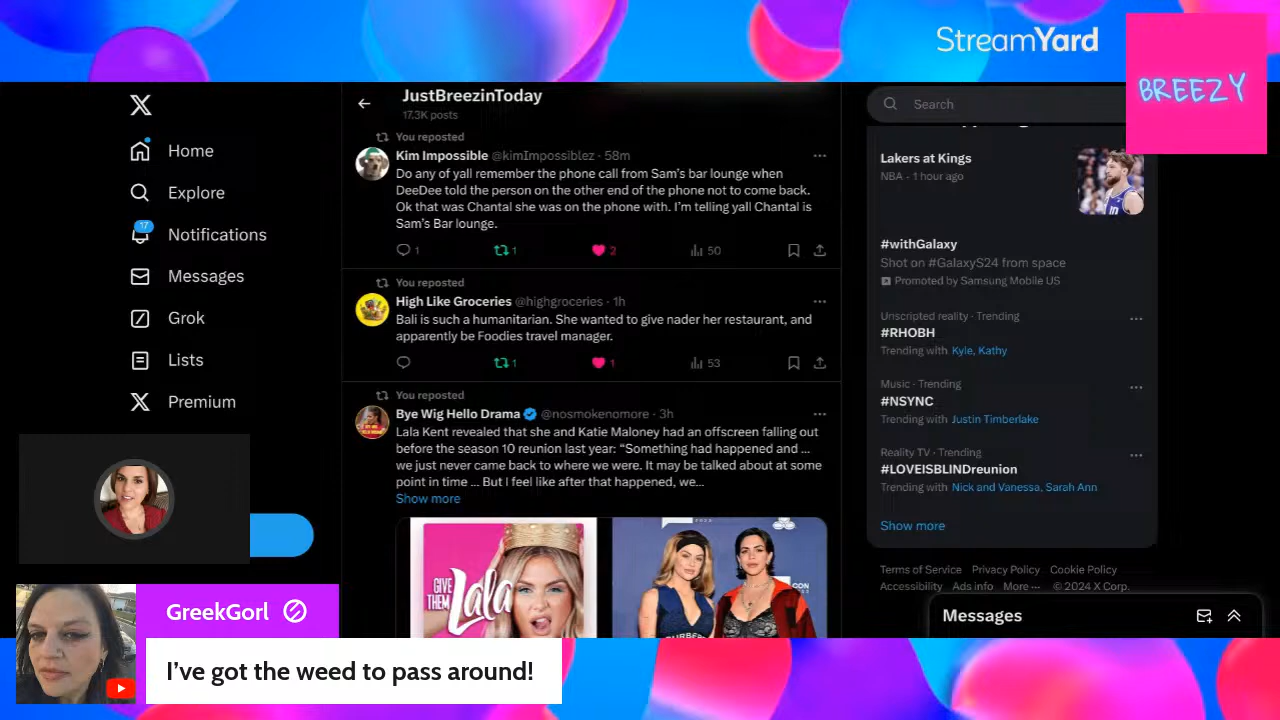 StreamYard
BREEZY
Home
Explore
17
Notifications
Messages
Grok
Lists
Premium
JustBreezinToday
17.3K posts
You reposted
Kim Impossible @kimImpossiblez · 58m
Do any of yall remember the phone call from Sam's bar lounge when
DeeDee told the person on the other end of the phone not to come back.
Ok that was Chantal she was on the phone with. I'm telling yall Chantal is
Sam's Bar lounge.
1 1 2 50
You reposted
High Like Groceries @highgroceries · 1h
Bali is such a humanitarian. She wanted to give nader her restaurant, and
apparently be Foodies travel manager.
1 1 53
You reposted
Bye Wig Hello Drama @nosmokenomore · 3h
Lala Kent revealed that she and Katie Maloney had an offscreen falling out
before the season 10 reunion last year: “Something had happened and ...
we just never came back to where we were. It may be talked about at some
point in time ... But I feel like after that happened, we...
Show more
GIVE
THEM
Lala
Search
Lakers at Kings
NBA · 1 hour ago
#withGalaxy
Shot on #GalaxyS24 from space
Promoted by Samsung Mobile US
Unscripted reality · Trending
#RHOBH
Trending with Kyle, Kathy
Music · Trending
#NSYNC
Trending with Justin Timberlake
Reality TV · Trending
#LOVEISBLINDreunion
Trending with Nick and Vanessa, Sarah Ann
Show more
Terms of Service Privacy Policy Cookie Policy
Accessibility Ads info More ··· © 2024 X Corp.
Messages
GreekGorl
I've got the weed to pass around!